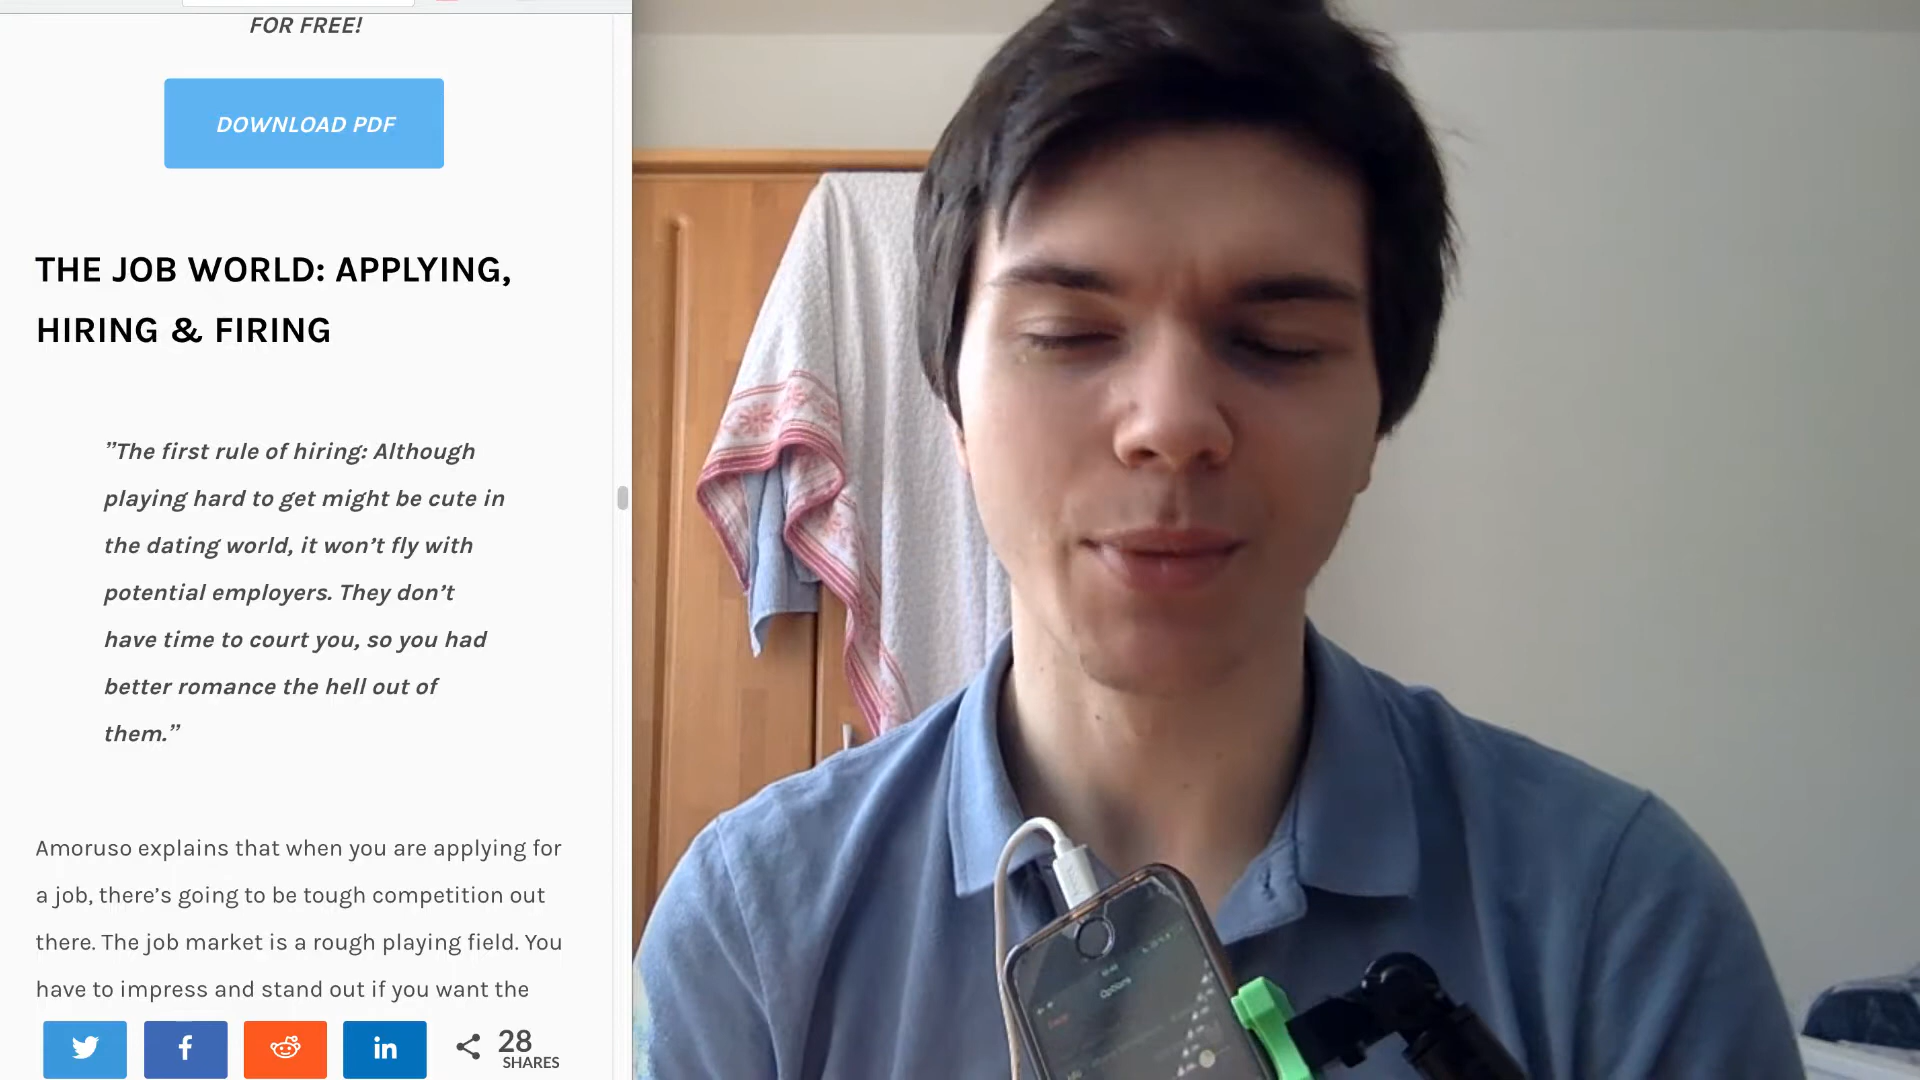 FOR FREE!
DOWNLOAD PDF
THE JOB WORLD: APPLYING,
HIRING & FIRING
”The first rule of hiring: Although
playing hard to get might be cute in
the dating world, it won’t fly with
potential employers. They don’t
have time to court you, so you had
better romance the hell out of
them.”
Amoruso explains that when you are applying for
a job, there’s going to be tough competition out
there. The job market is a rough playing field. You
have to impress and stand out if you want the
28
SHARES
Options